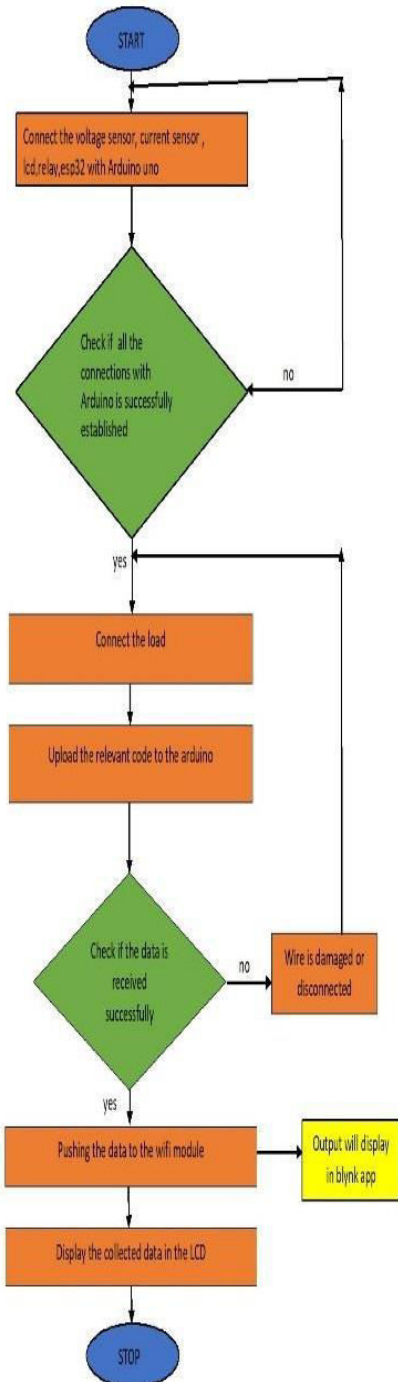 START
Connect the voltage sensor, current sensor ,
lcd,relay,esp32 with Arduino uno
Check if all the
connections with
Arduino is successfully
established
no
yes
Connect the load
Upload the relevant code to the arduino
Check if the data is
received
successfully
no
Wire is damaged or
disconnected
yes
Pushing the data to the wifi module
Output will display
in blynk app
Display the collected data in the LCD
STOP